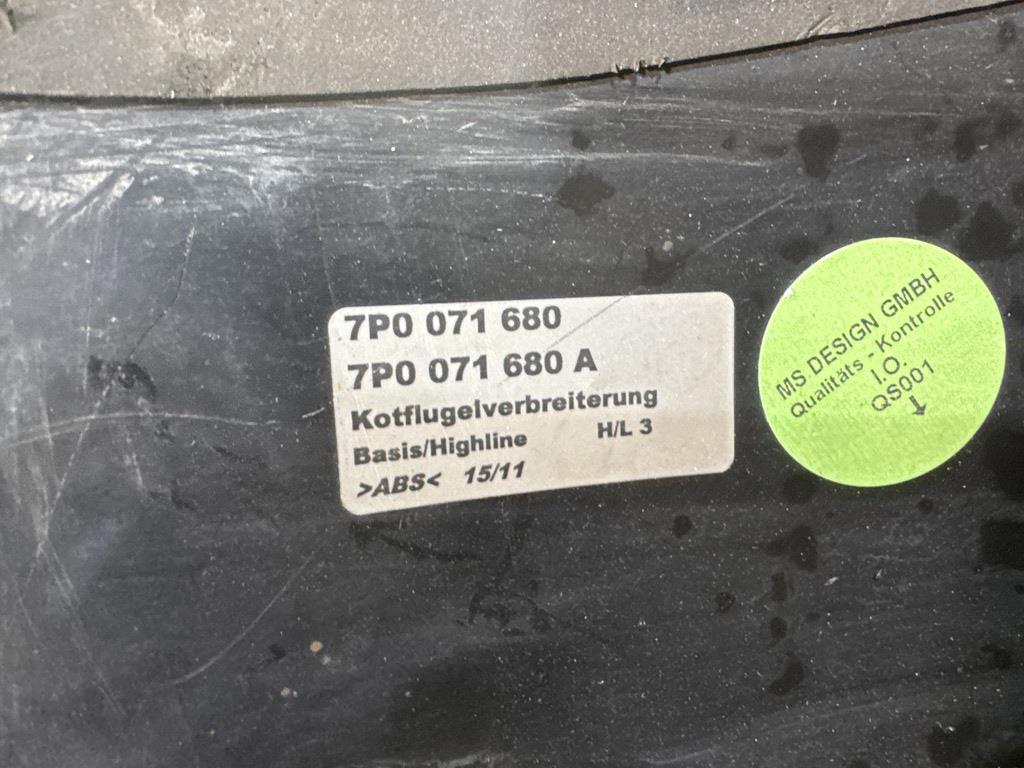 7P0 071 680
7P0 071 680 A
Kotflugelverbreiterung
Basis/Highline H/L 3
>ABS< 15/11
MS DESIGN GMBH
Qualitäts - Kontrolle
I.O.
QS001